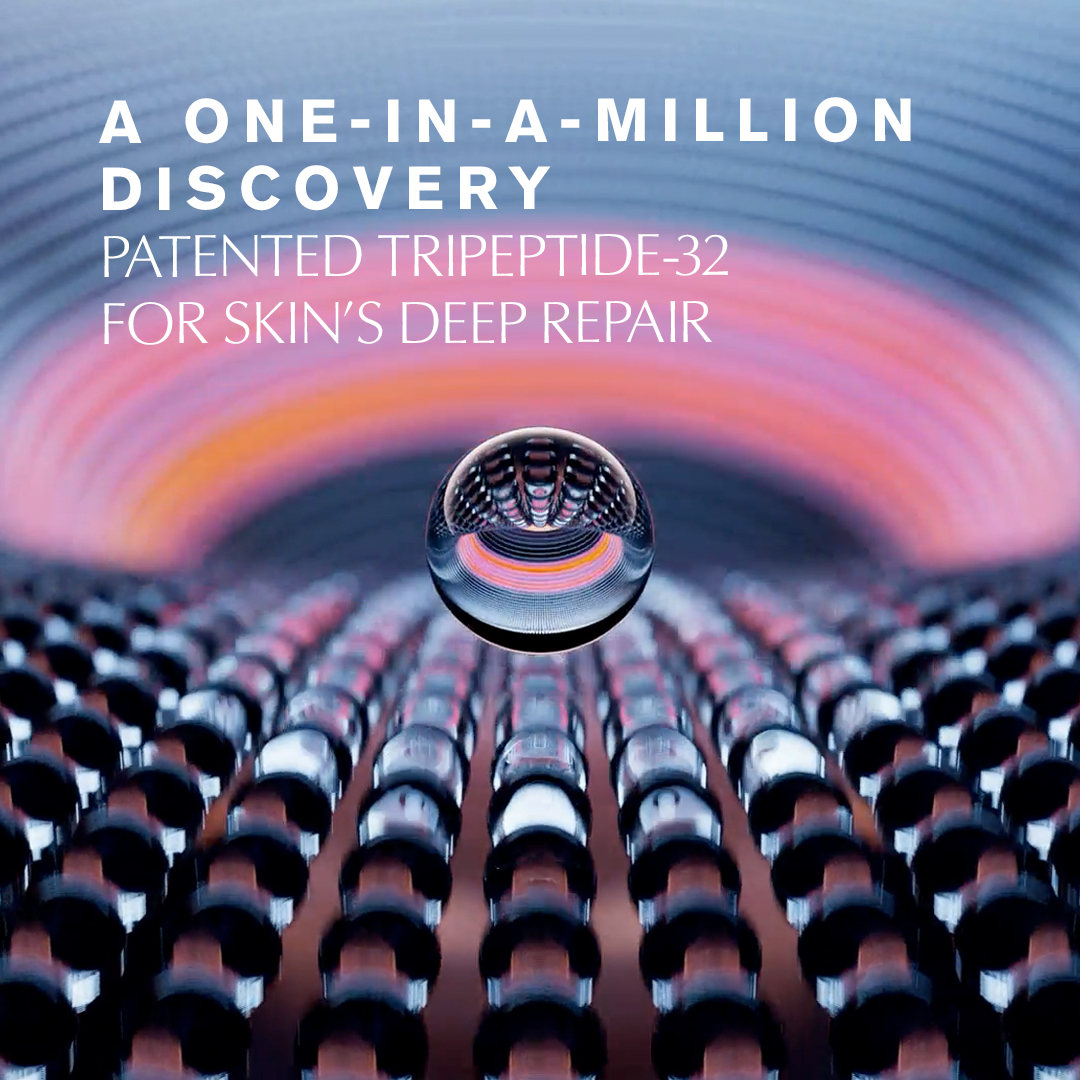 A ONE-IN-A-MILLION
DISCOVERY
PATENTED TRIPEPTIDE-32
FOR SKIN’S DEEP REPAIR